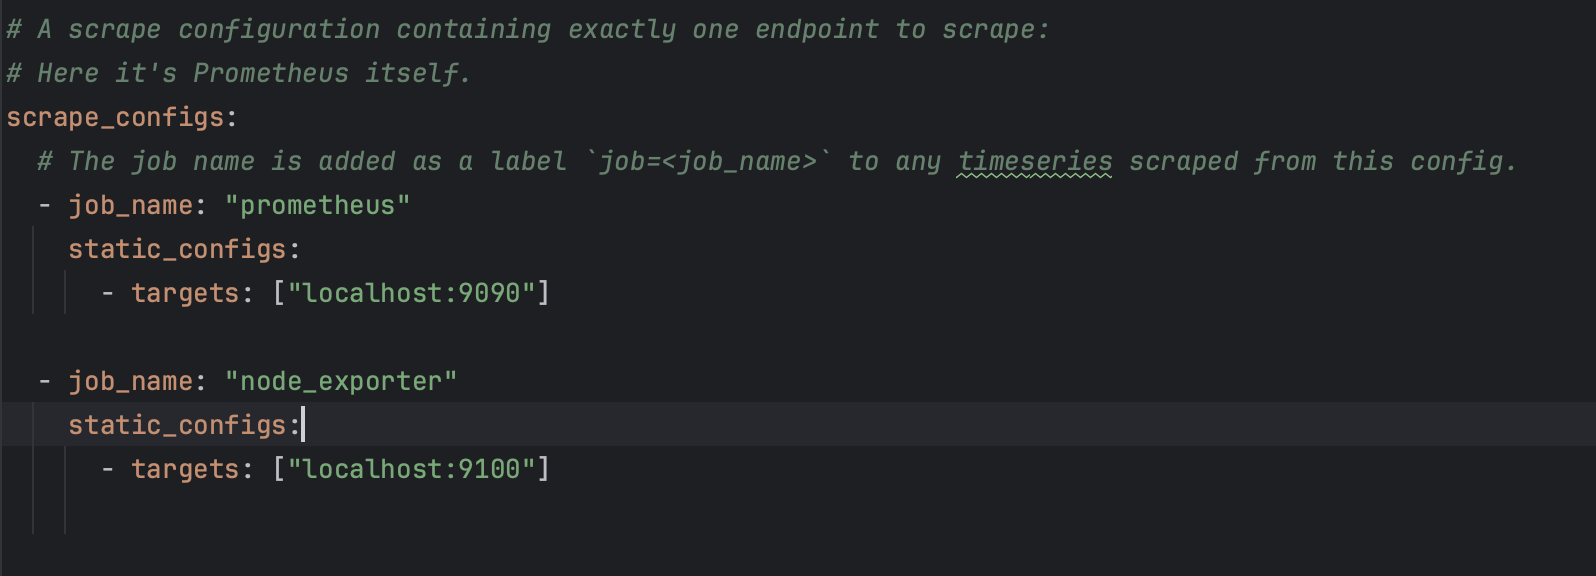 # A scrape configuration containing exactly one endpoint to scrape:
# Here it's Prometheus itself.
scrape_configs:
  # The job name is added as a label `job=<job_name>` to any timeseries scraped from this config.
  - job_name: "prometheus"
    static_configs:
      - targets: ["localhost:9090"]

  - job_name: "node_exporter"
    static_configs:
      - targets: ["localhost:9100"]